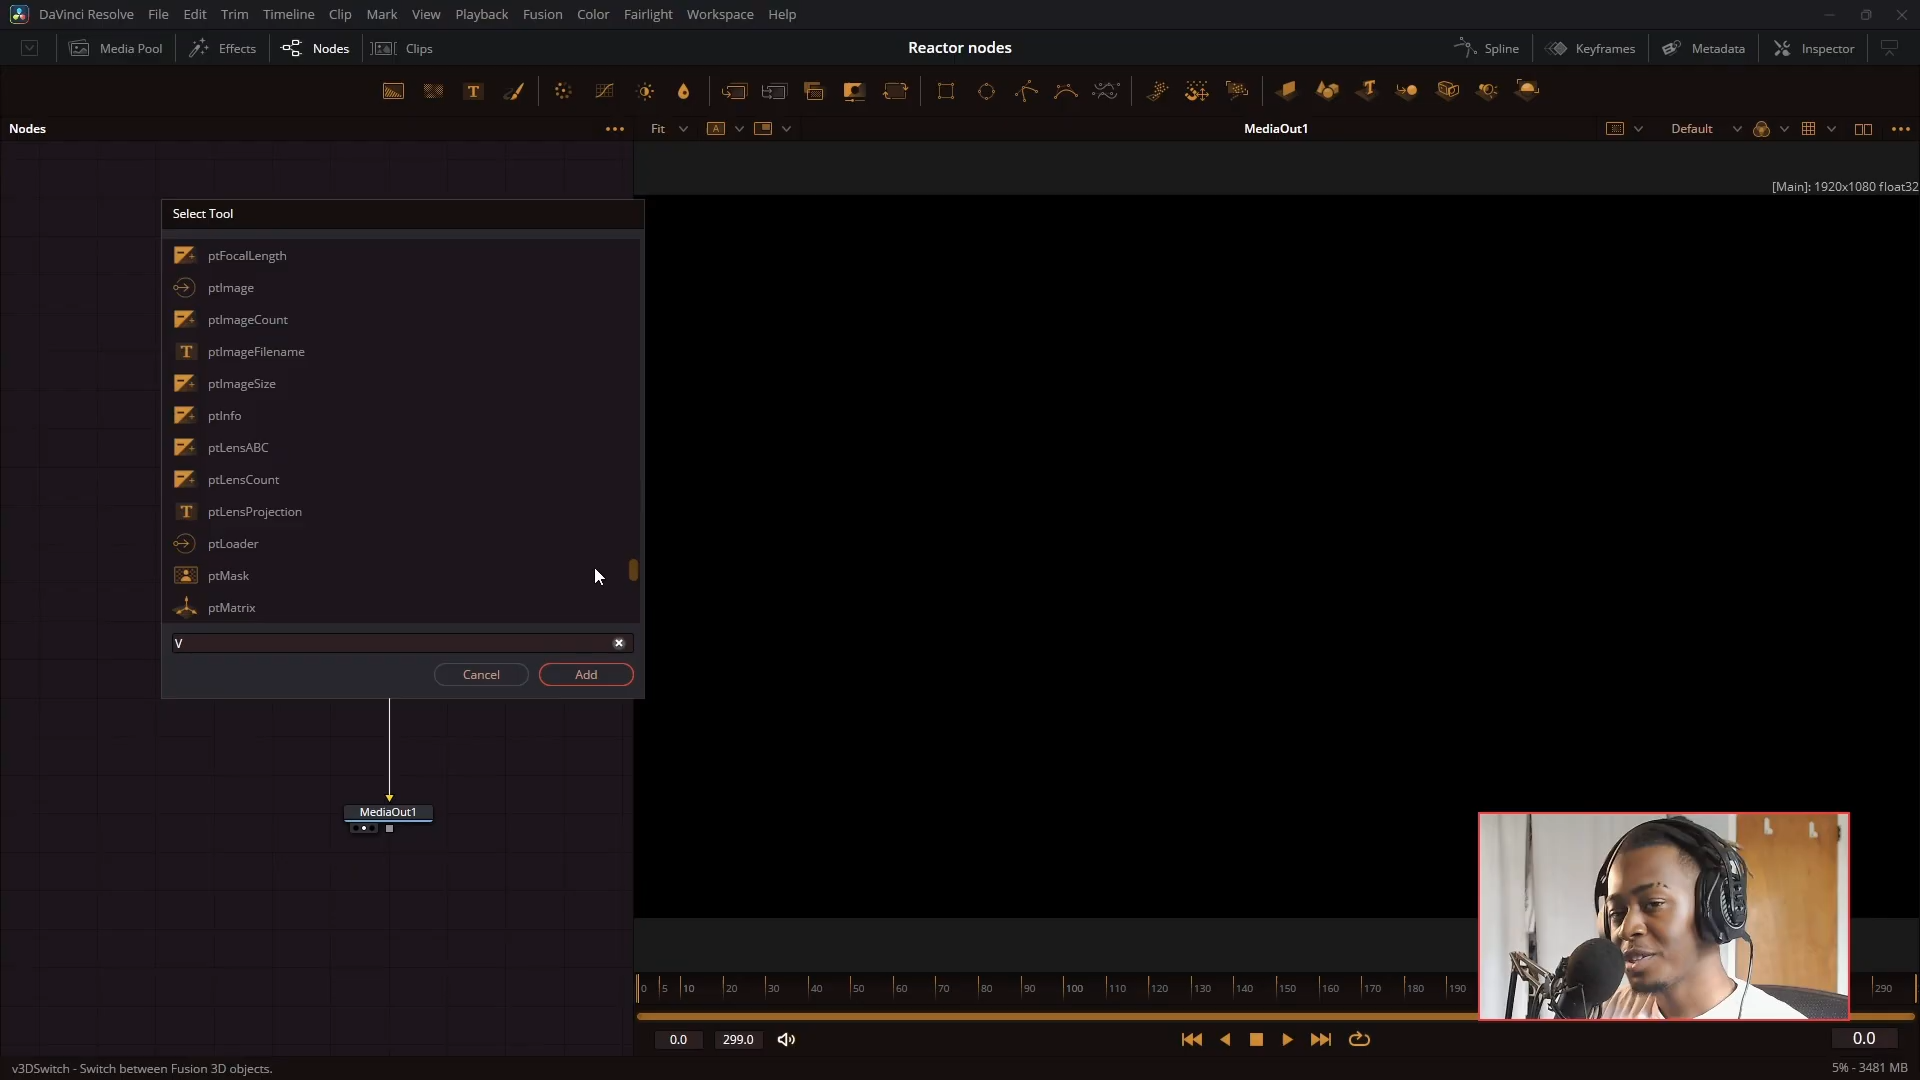 DaVinci Resolve File Edit Trim Timeline Clip Mark View Playback Fusion Color Fairlight Workspace Help
Media Pool Effects Nodes Clips Reactor nodes Spline Keyframes Metadata Inspector
T T
Nodes Fit A MediaOut1 Default
[Main]: 1920x1080 float32
Select Tool
ptFocalLength
ptImage
ptImageCount
T ptImageFilename
ptImageSize
ptInfo
ptLensABC
ptLensCount
T ptLensProjection
ptLoader
ptMask
ptMatrix
V
Cancel Add
MediaOut1
0 5 10 20 30 40 50 60 70 80 90 100 110 120 130 140 150 160 170 180 190 290
0.0 299.0 0.0
v3DSwitch - Switch between Fusion 3D objects. 5% - 3481 MB